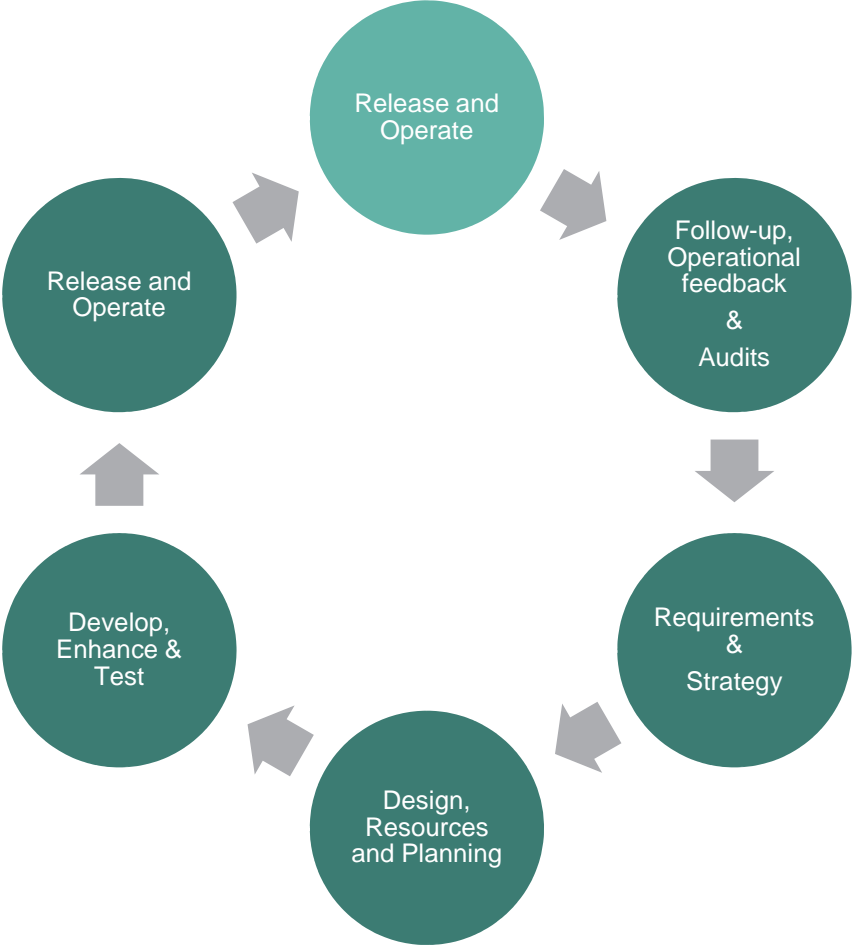 Release and
Operate
Follow-up,
Operational
feedback
&
Audits
Requirements
&
Strategy
Design,
Resources
and Planning
Develop,
Enhance &
Test
Release and
Operate